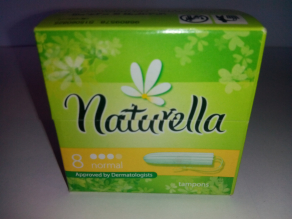 Naturella
8
normal
Approved by Dermatologists
tampons